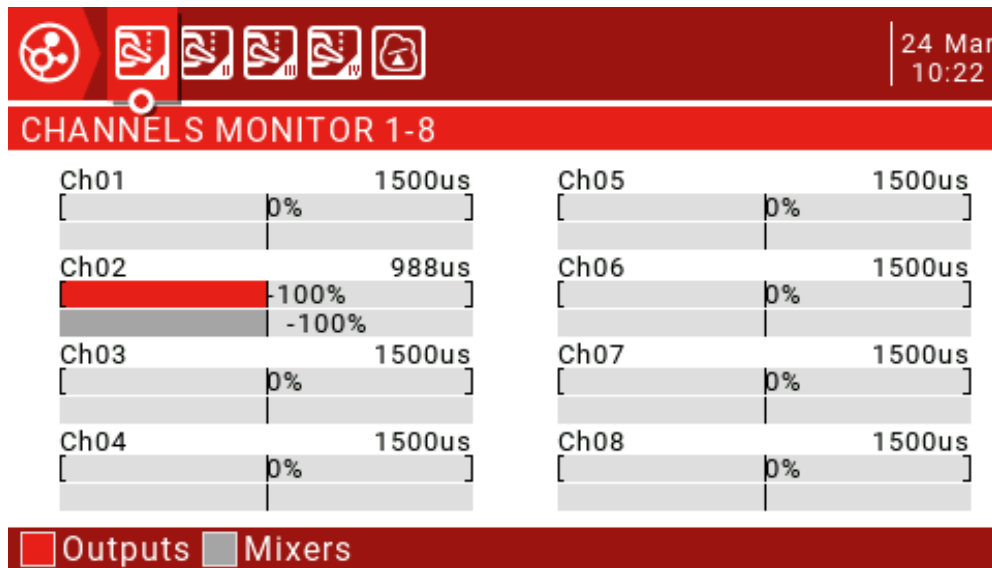 24 Mar
10:22
CHANNELS MONITOR 1-8
Ch01 1500us
0%
Ch02 988us
-100%
-100%
Ch03 1500us
0%
Ch04 1500us
0%
Ch05 1500us
0%
Ch06 1500us
0%
Ch07 1500us
0%
Ch08 1500us
0%
Outputs Mixers